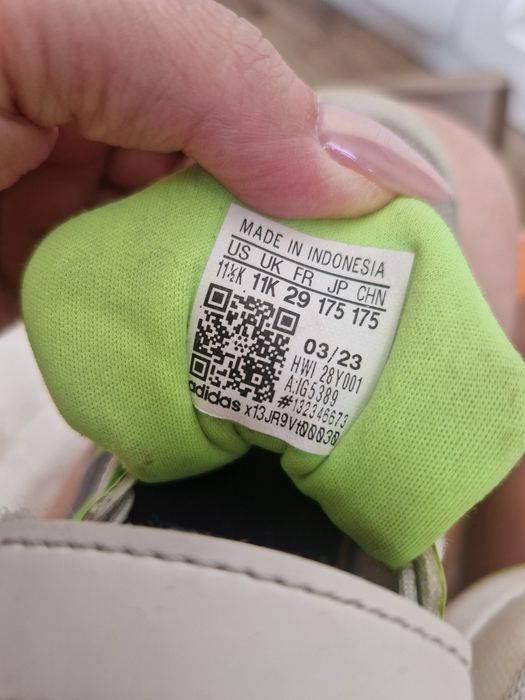 MADE IN INDONESIA
US UK FR JP CHN
11½K 11K 29 175 175
03/23
HWI 28Y001
A:IG5389
#132346673
adidas x13JR9Vt00030